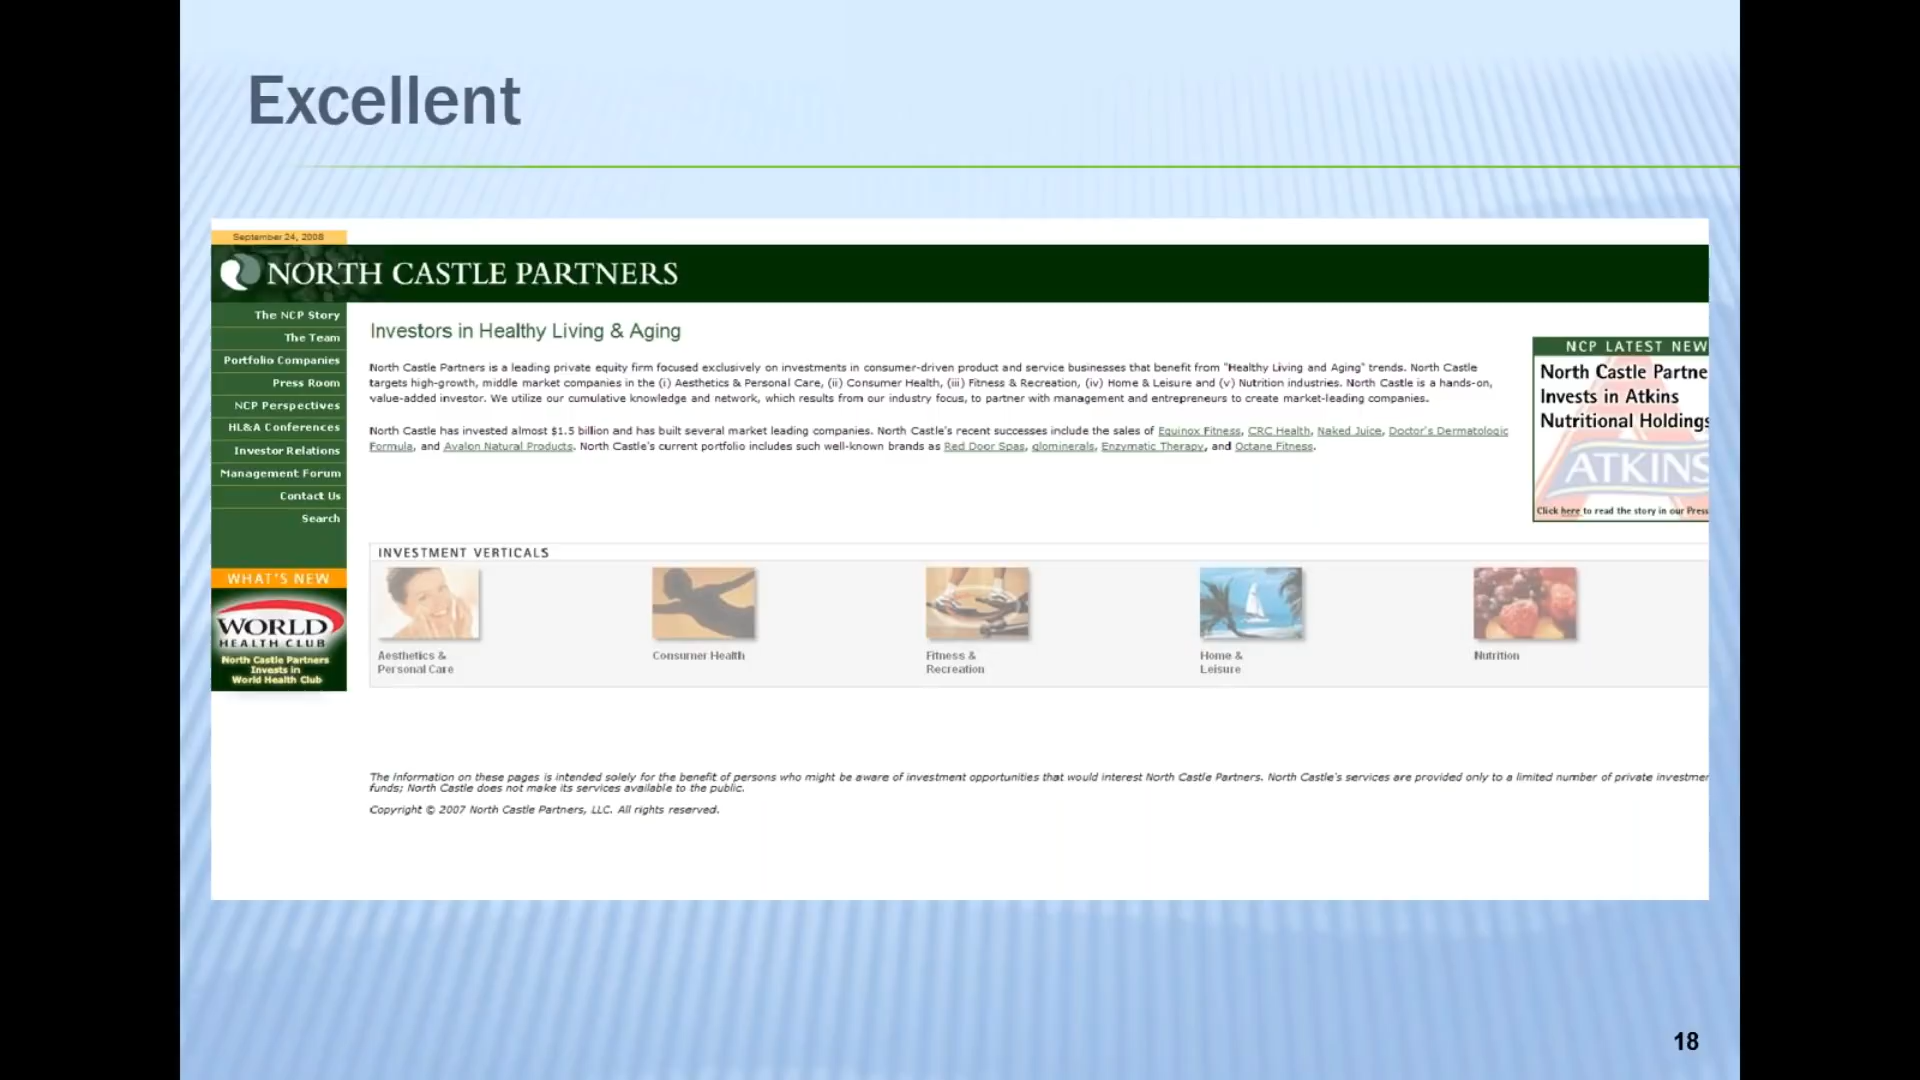 Excellent
September 24, 2008
NORTH CASTLE PARTNERS
The NCP Story
The Team
Portfolio Companies
Press Room
NCP Perspectives
HL&A Conferences
Investor Relations
Management Forum
Contact Us
Search
WHAT'S NEW
WORLD
HEALTH CLUB
North Castle Partners
Invests in
World Health Club
Investors in Healthy Living & Aging
North Castle Partners is a leading private equity firm focused exclusively on investments in consumer-driven product and service businesses that benefit from "Healthy Living and Aging" trends. North Castle
targets high-growth, middle market companies in the (i) Aesthetics & Personal Care, (ii) Consumer Health, (iii) Fitness & Recreation, (iv) Home & Leisure and (v) Nutrition industries. North Castle is a hands-on,
value-added investor. We utilize our cumulative knowledge and network, which results from our industry focus, to partner with management and entrepreneurs to create market-leading companies.
North Castle has invested almost $1.5 billion and has built several market leading companies. North Castle's recent successes include the sales of Equinox Fitness, CRC Health, Naked Juice, Doctor's Dermatologic
Formula, and Avalon Natural Products. North Castle's current portfolio includes such well-known brands as Red Door Spas, glominerals, Enzymatic Therapy, and Octane Fitness.
NCP LATEST NEW
North Castle Partne
Invests in Atkins
Nutritional Holdings
ATKINS
Click here to read the story in our Press
INVESTMENT VERTICALS
Aesthetics &
Personal Care
Consumer Health
Fitness &
Recreation
Home &
Leisure
Nutrition
The Information on these pages is intended solely for the benefit of persons who might be aware of investment opportunities that would interest North Castle Partners. North Castle's services are provided only to a limited number of private investmen
funds; North Castle does not make its services available to the public.
Copyright © 2007 North Castle Partners, LLC. All rights reserved.
18